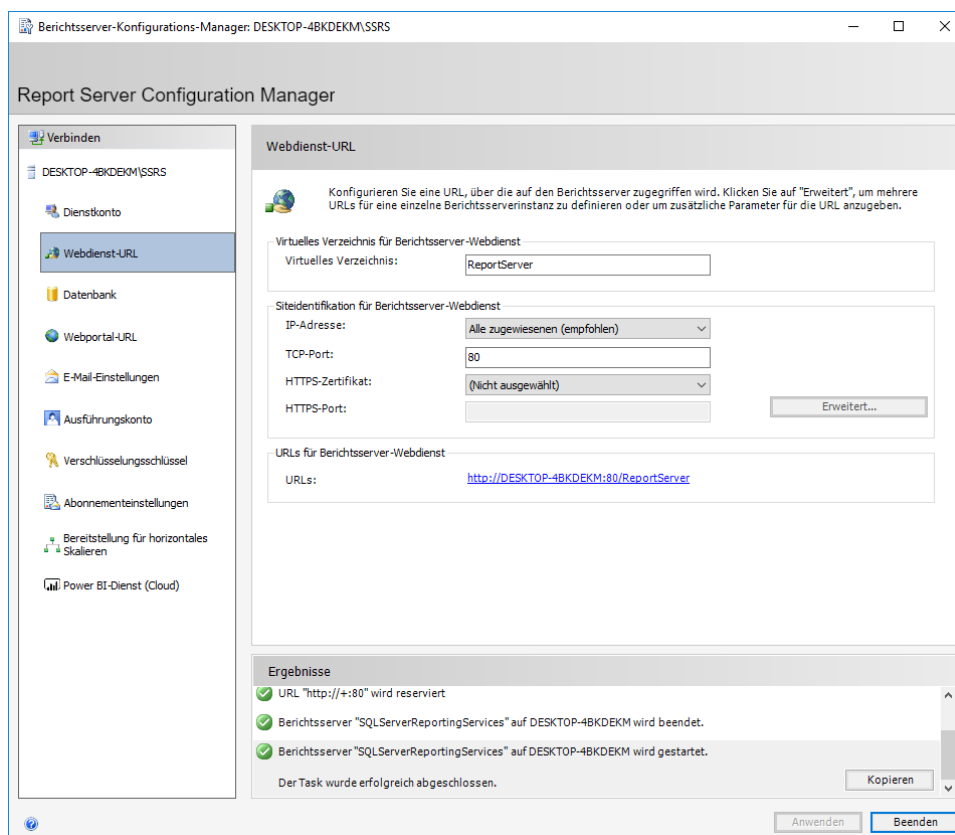 Berichtsserver-Konfigurations-Manager: DESKTOP-4BKDEKM\SSRS
Report Server Configuration Manager
Verbinden
DESKTOP-4BKDEKM\SSRS
Dienstkonto
Webdienst-URL
Datenbank
Webportal-URL
E-Mail-Einstellungen
Ausführungskonto
Verschlüsselungsschlüssel
Abonnementeinstellungen
Bereitstellung für horizontales
Skalieren
Power BI-Dienst (Cloud)
Webdienst-URL
Konfigurieren Sie eine URL, über die auf den Berichtsserver zugegriffen wird. Klicken Sie auf "Erweitert", um mehrere
URLs für eine einzelne Berichtsserverinstanz zu definieren oder um zusätzliche Parameter für die URL anzugeben.
Virtuelles Verzeichnis für Berichtsserver-Webdienst
Virtuelles Verzeichnis: ReportServer
Siteidentifikation für Berichtsserver-Webdienst
IP-Adresse: Alle zugewiesenen (empfohlen)
TCP-Port: 80
HTTPS-Zertifikat: (Nicht ausgewählt)
HTTPS-Port: Erweitert...
URLs für Berichtsserver-Webdienst
URLs: http://DESKTOP-4BKDEKM:80/ReportServer
Ergebnisse
URL "http://+:80" wird reserviert
Berichtsserver "SQLServerReportingServices" auf DESKTOP-4BKDEKM wird beendet.
Berichtsserver "SQLServerReportingServices" auf DESKTOP-4BKDEKM wird gestartet.
Der Task wurde erfolgreich abgeschlossen.
Kopieren
Anwenden Beenden